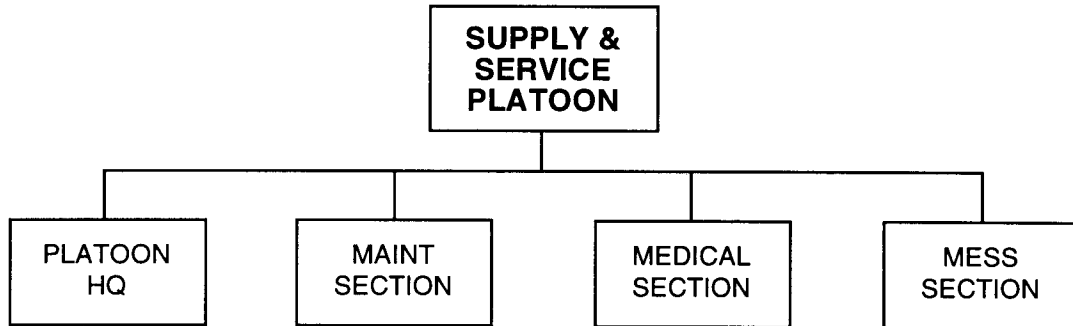 SUPPLY &
SERVICE
PLATOON
PLATOON
HQ
MAINT
SECTION
MEDICAL
SECTION
MESS
SECTION